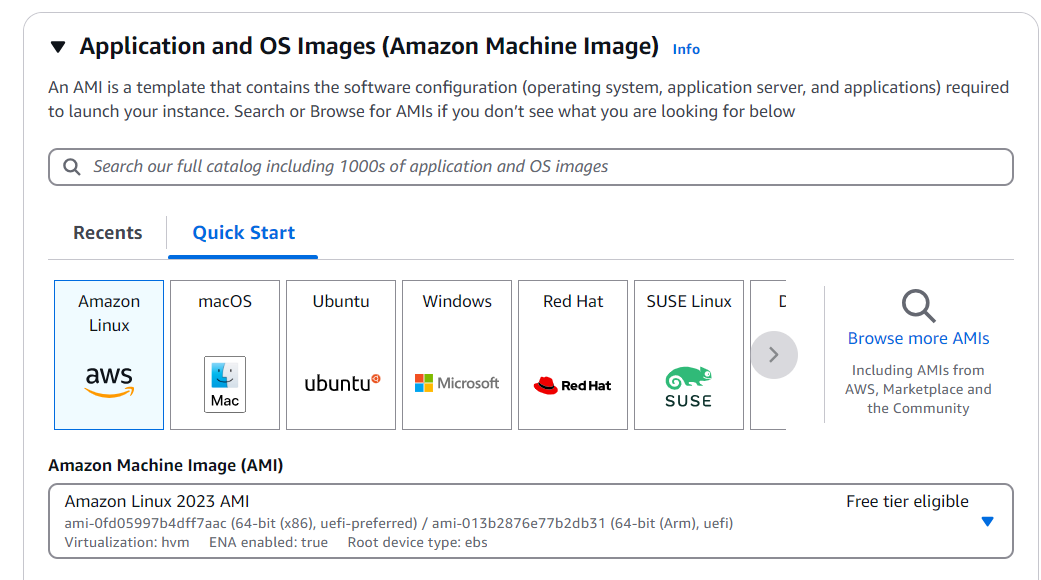 Application and OS Images (Amazon Machine Image) Info
An AMI is a template that contains the software configuration (operating system, application server, and applications) required
to launch your instance. Search or Browse for AMIs if you don’t see what you are looking for below
Search our full catalog including 1000s of application and OS images
Recents
Quick Start
Amazon
Linux
aws
macOS
Mac
Ubuntu
ubuntu
Windows
Microsoft
Red Hat
Red Hat
SUSE Linux
SUSE
Browse more AMIs
Including AMIs from
AWS, Marketplace and
the Community
Amazon Machine Image (AMI)
Amazon Linux 2023 AMI
Free tier eligible
ami-0fd05997b4dff7aac (64-bit (x86), uefi-preferred) / ami-013b2876e77b2db31 (64-bit (Arm), uefi)
Virtualization: hvm ENA enabled: true Root device type: ebs